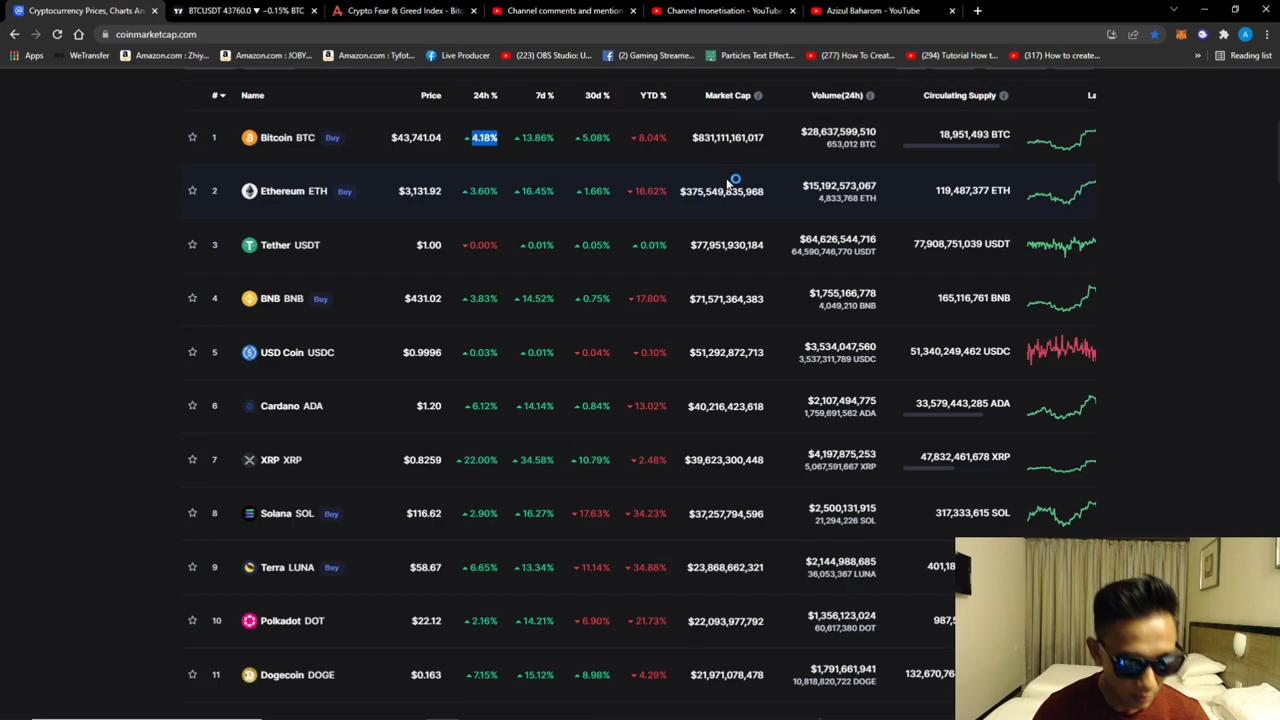 Cryptocurrency Prices, Charts An
BTCUSDT 43760.0 ▼ −0.15% BTC
Crypto Fear & Greed Index - Bitc
Channel comments and mention
Channel monetisation - YouTube
Azizul Baharom - YouTube
coinmarketcap.com
Apps
WeTransfer
Amazon.com : Zhiy...
Amazon.com : JOBY...
Amazon.com : Tyfot...
Live Producer
(223) OBS Studio: U...
(2) Gaming Streame...
Particles Text Effect...
(277) How To Creat...
(294) Tutorial How t...
(317) How to create...
»
Reading list
# Name Price 24h % 7d % 30d % YTD % Market Cap Volume(24h) Circulating Supply La
1 Bitcoin BTC Buy $43,741.04 4.18% 13.86% 5.08% 8.04% $831,111,161,017 $28,637,599,510 18,951,493 BTC
653,012 BTC
2 Ethereum ETH Buy $3,131.92 3.60% 16.45% 1.66% 16.62% $375,549,835,968 $15,192,573,067 119,487,377 ETH
4,833,768 ETH
3 Tether USDT $1.00 0.00% 0.01% 0.05% 0.01% $77,951,930,184 $64,626,544,716 77,908,751,039 USDT
64,590,746,770 USDT
4 BNB BNB Buy $431.02 3.83% 14.52% 0.75% 17.80% $71,571,364,383 $1,755,166,778 165,116,761 BNB
4,049,210 BNB
5 USD Coin USDC $0.9996 0.03% 0.01% 0.04% 0.10% $51,292,872,713 $3,534,047,560 51,340,249,462 USDC
3,537,311,789 USDC
6 Cardano ADA $1.20 6.12% 14.14% 0.84% 13.02% $40,216,423,618 $2,107,494,775 33,579,443,285 ADA
1,759,691,562 ADA
7 XRP XRP $0.8259 22.00% 34.58% 10.79% 2.48% $39,623,300,448 $4,197,875,253 47,832,461,678 XRP
5,067,591,667 XRP
8 Solana SOL Buy $116.62 2.90% 16.27% 17.63% 34.23% $37,257,794,596 $2,500,131,915 317,333,615 SOL
21,294,226 SOL
9 Terra LUNA Buy $58.67 6.65% 13.34% 11.14% 34.88% $23,868,662,321 $2,144,988,685 401,18
36,053,367 LUNA
10 Polkadot DOT $22.12 2.16% 14.21% 6.90% 21.73% $22,093,977,792 $1,356,123,024 987,5
60,617,380 DOT
11 Dogecoin DOGE $0.163 7.15% 15.12% 8.98% 4.29% $21,971,078,478 $1,791,661,941 132,670,76
10,818,820,722 DOGE